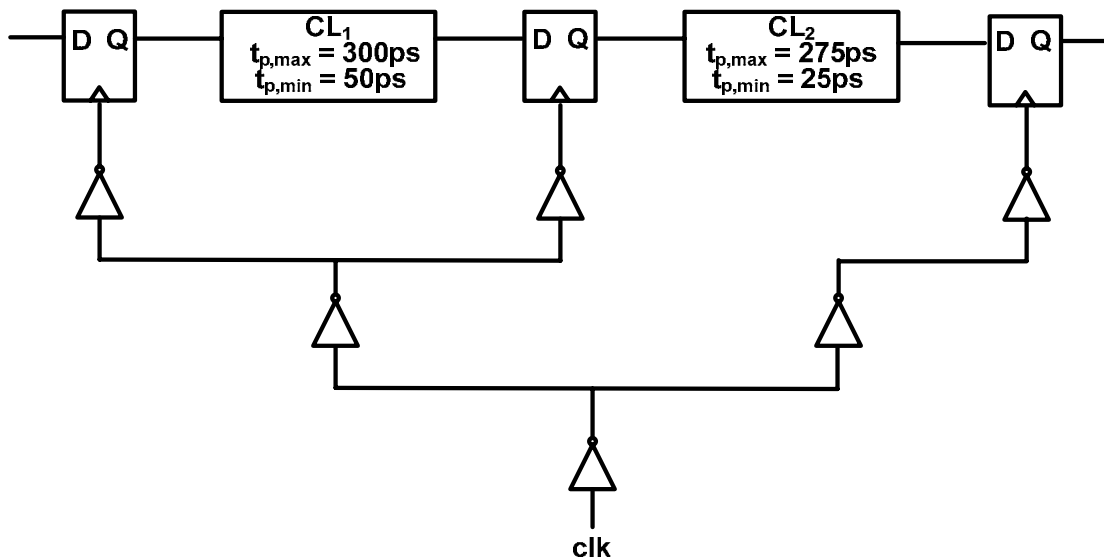 D Q
CL₁
tp,max = 300ps
tp,min = 50ps
D Q
CL₂
tp,max = 275ps
tp,min = 25ps
D Q
clk